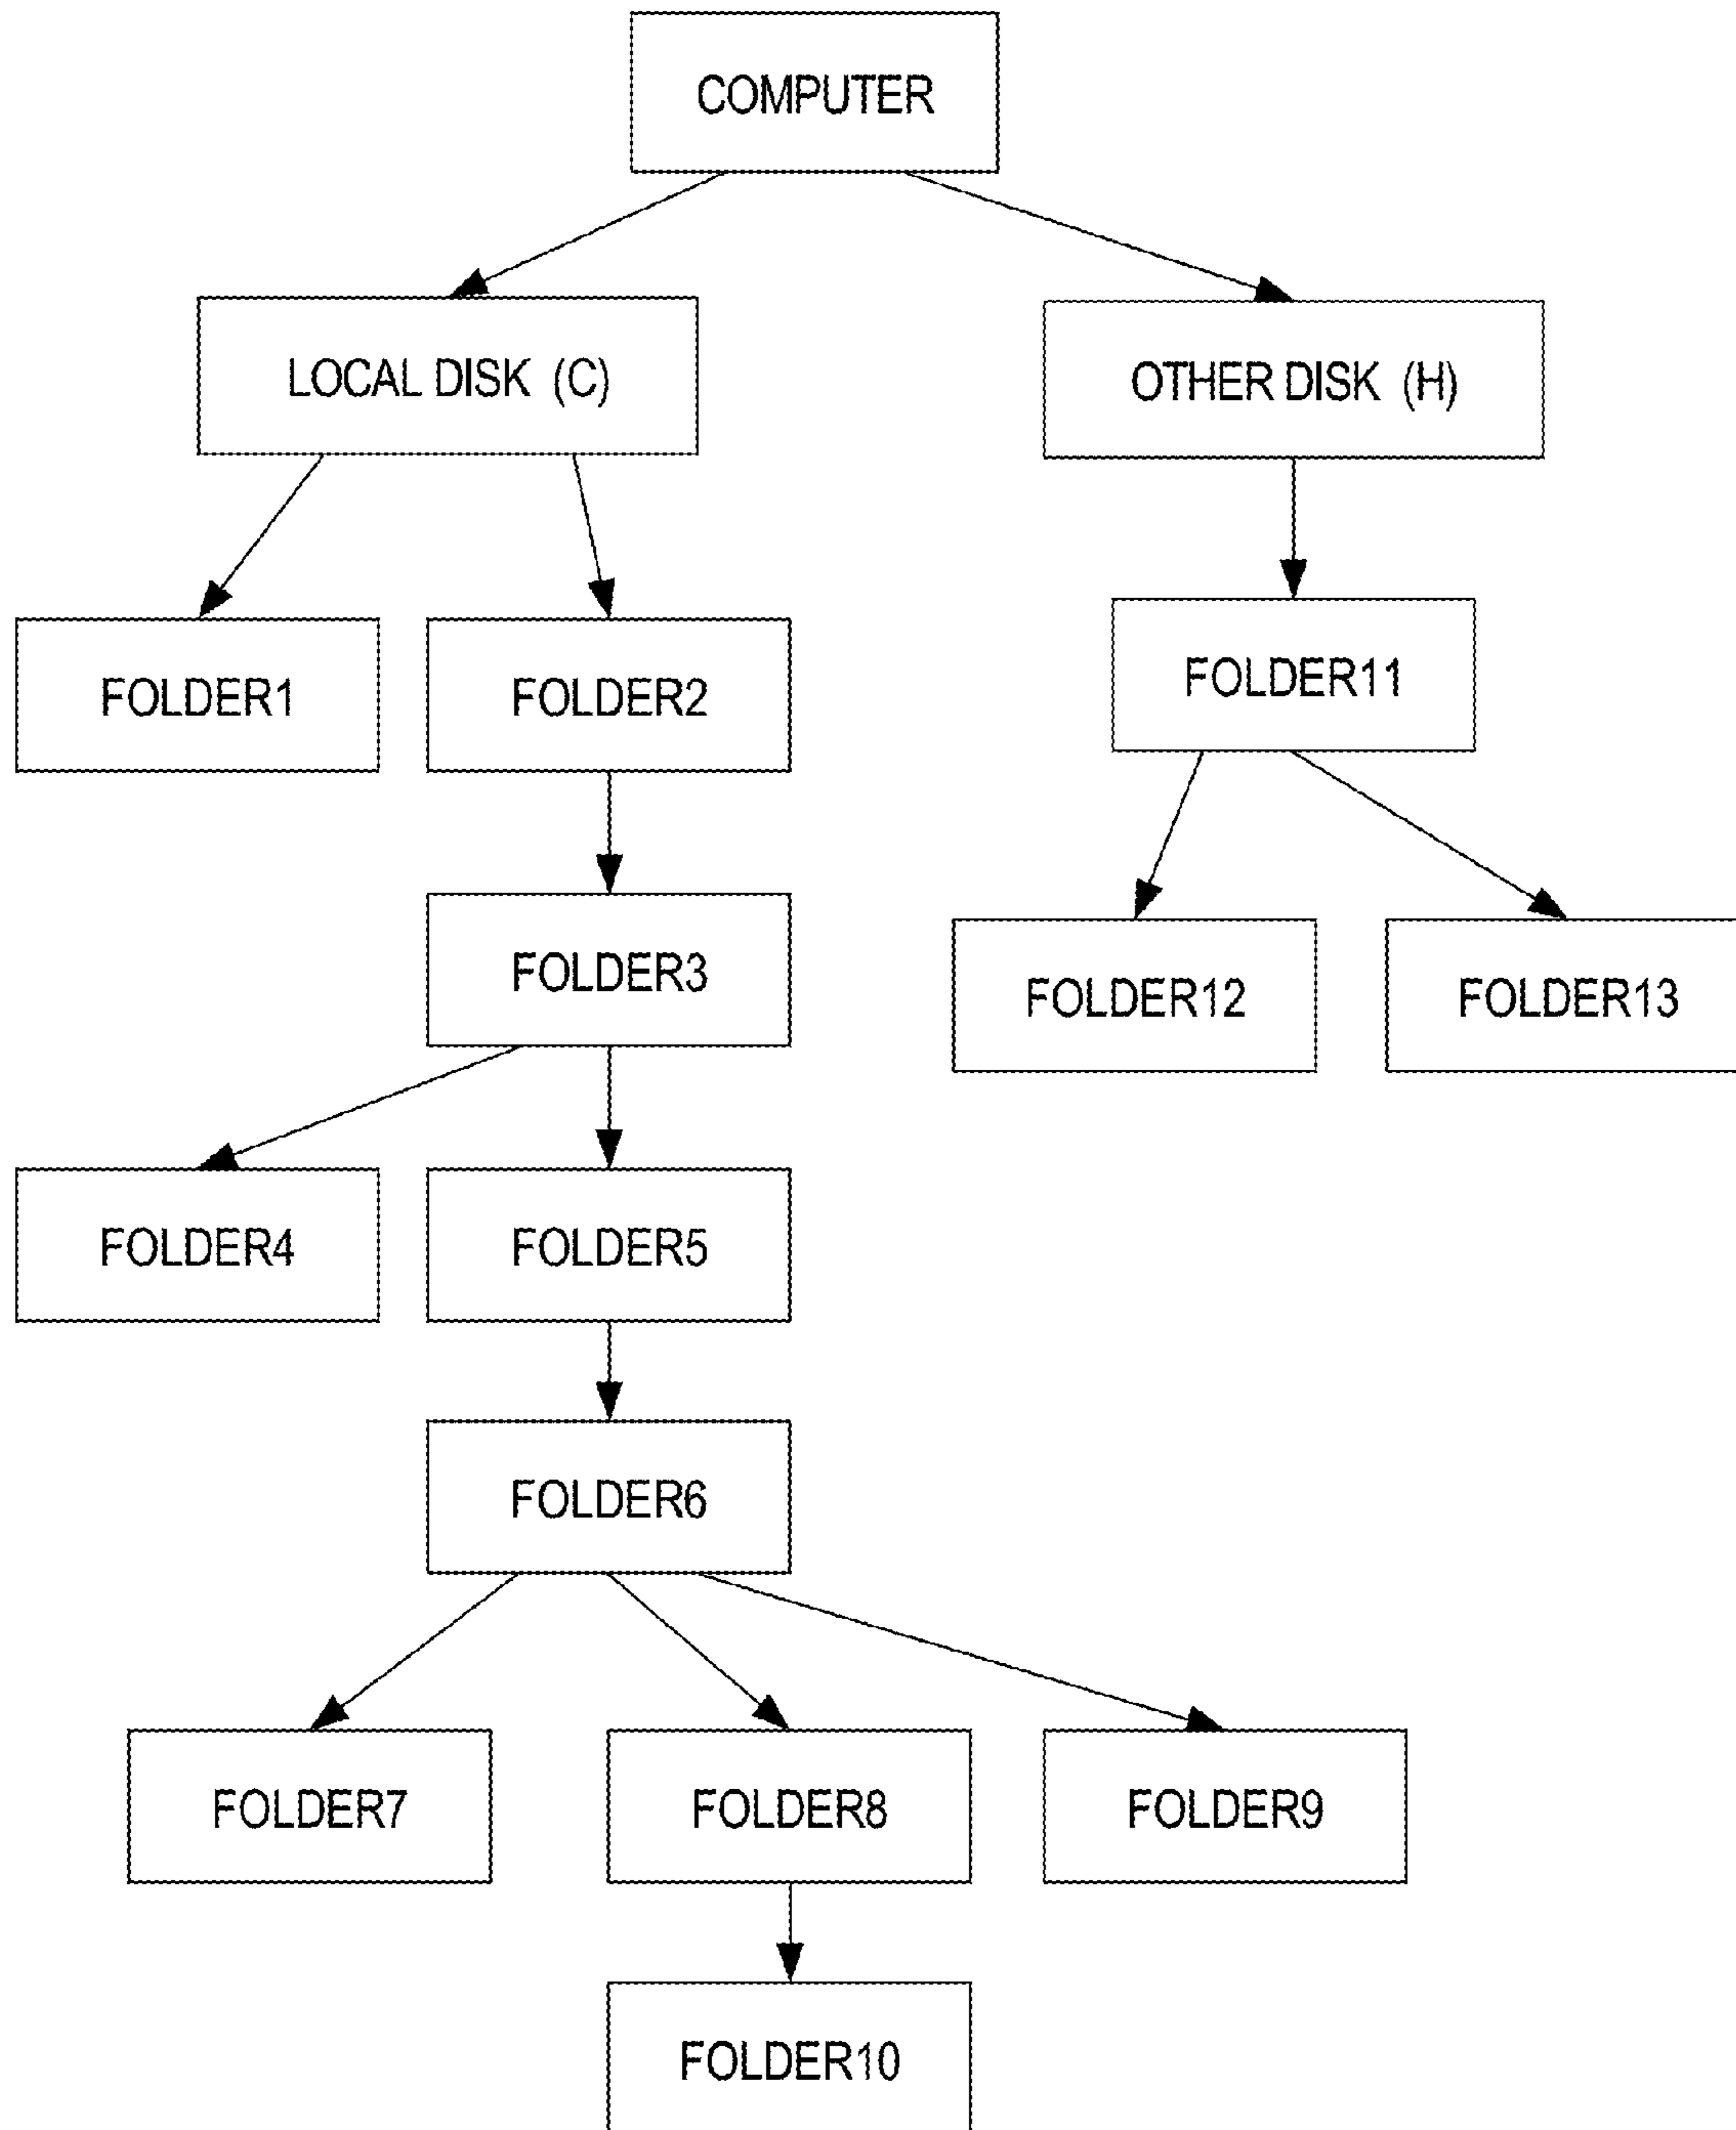 COMPUTER
LOCAL DISK (C)
OTHER DISK (H)
FOLDER1
FOLDER2
FOLDER11
FOLDER3
FOLDER12
FOLDER13
FOLDER4
FOLDER5
FOLDER6
FOLDER7
FOLDER8
FOLDER9
FOLDER10